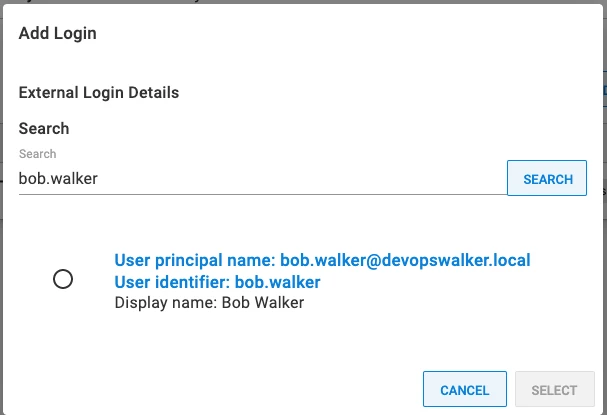 Add Login
External Login Details
Search
Search
bob.walker
SEARCH
User principal name: bob.walker@devopswalker.local
User identifier: bob.walker
Display name: Bob Walker
CANCEL
SELECT